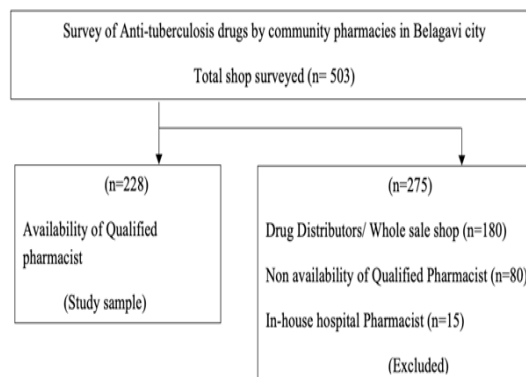 Survey of Anti-tuberculosis drugs by community pharmacies in Belagavi city
Total shop surveyed (n= 503)
(n=228)
Availability of Qualified
pharmacist
(Study sample)
(n=275)
Drug Distributors/ Whole sale shop (n=180)
Non availability of Qualified Pharmacist (n=80)
In-house hospital Pharmacist (n=15)
(Excluded)